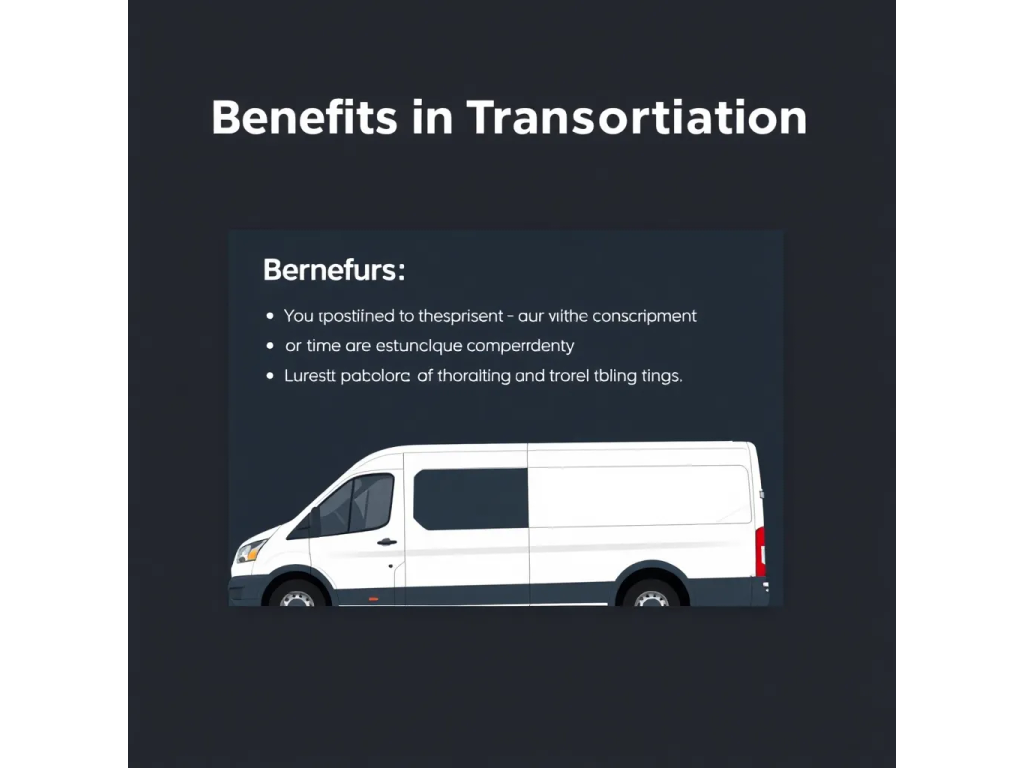 Benefits in Transortiation
Bernefurs:
• You tpostified to thesprisent - aur vithe conscripment
• or time are estunclque comperrdenty
• Lurestt pabolorc of thoralting and trorel tbling tings.